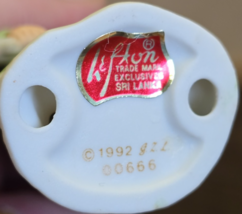 Lefton
®
TRADE MARK
EXCLUSIVES
SRI LANKA
© 1992
00666